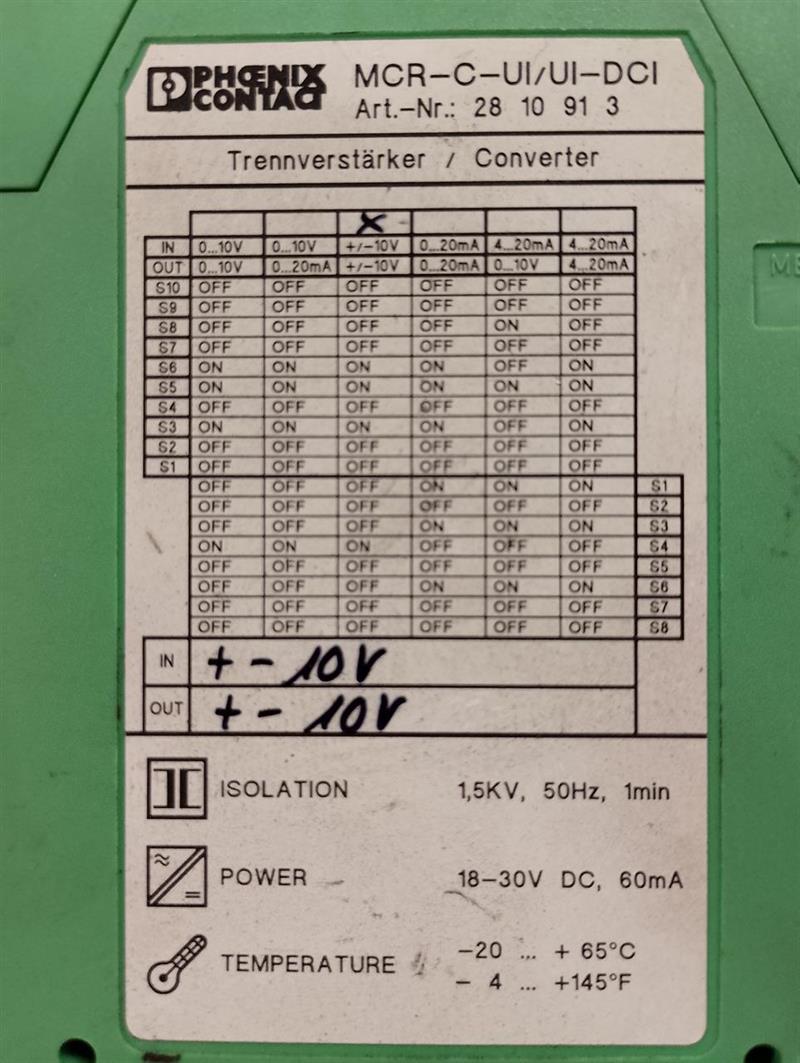 PHOENIX CONTACT
MCR-C-UI/UI-DCI
Art.-Nr.: 28 10 91 3
Trennverstärker / Converter
X
IN 0...10V 0...10V +/-10V 0...20mA 4...20mA 4...20mA
OUT 0...10V 0...20mA +/-10V 0...20mA 0...10V 4...20mA
S10 OFF OFF OFF OFF OFF OFF
S9 OFF OFF OFF OFF OFF OFF
S8 OFF OFF OFF OFF ON OFF
S7 OFF OFF OFF OFF OFF OFF
S6 ON ON ON ON OFF ON
S5 ON ON ON ON ON ON
S4 OFF OFF OFF OFF OFF OFF
S3 ON ON ON ON OFF ON
S2 OFF OFF OFF OFF OFF OFF
S1 OFF OFF OFF OFF OFF OFF
OFF OFF OFF ON ON ON S1
OFF OFF OFF OFF OFF OFF S2
OFF OFF OFF ON ON ON S3
ON ON ON OFF OFF OFF S4
OFF OFF OFF OFF OFF OFF S5
OFF OFF OFF ON ON ON S6
OFF OFF OFF OFF OFF OFF S7
OFF OFF OFF OFF OFF OFF S8
IN + - 10V
OUT + - 10V
ISOLATION 1,5KV, 50Hz, 1min
POWER 18-30V DC, 60mA
TEMPERATURE -20 ... + 65°C
- 4 ... +145°F